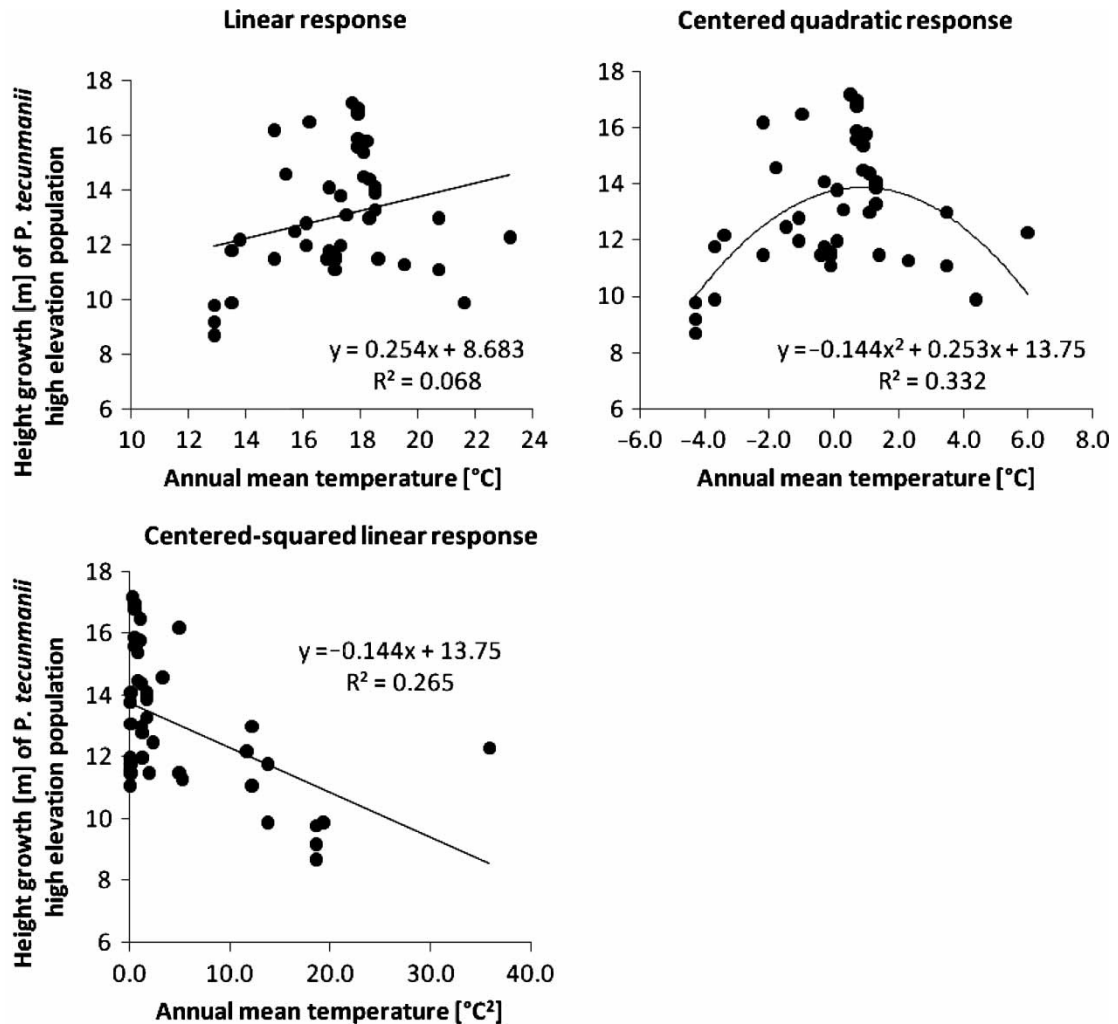 Linear response
Height growth [m] of P. tecunmanii
high elevation population
18
16
14
12
10
8
6
y = 0.254x + 8.683
R² = 0.068
10 12 14 16 18 20 22 24
Annual mean temperature [°C]
Centered quadratic response
18
16
14
12
10
8
6
y =−0.144x² + 0.253x + 13.75
R² = 0.332
−6.0 −4.0 −2.0 0.0 2.0 4.0 6.0 8.0
Annual mean temperature [°C]
Centered-squared linear response
Height growth [m] of P. tecunmanii
high elevation population
18
16
14
12
10
8
6
y =−0.144x + 13.75
R² = 0.265
0.0 10.0 20.0 30.0 40.0
Annual mean temperature [°C²]